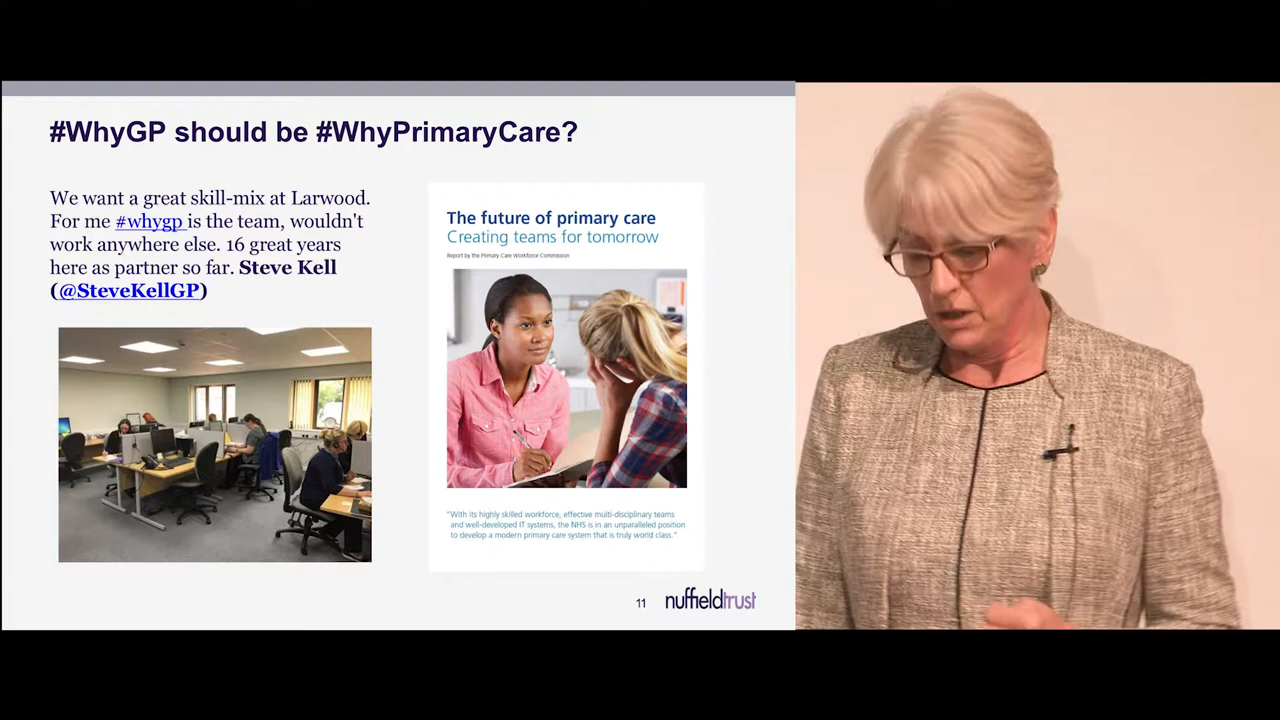 #WhyGP should be #WhyPrimaryCare?
We want a great skill-mix at Larwood.
For me #whygp is the team, wouldn't
work anywhere else. 16 great years
here as partner so far. Steve Kell
(@SteveKellGP)
The future of primary care
Creating teams for tomorrow
Report by the Primary Care Workforce Commission
"With its highly skilled workforce, effective multi-disciplinary teams
and well-developed IT systems, the NHS is in an unparalleled position
to develop a modern primary care system that is truly world class."
11
nuffieldtrust